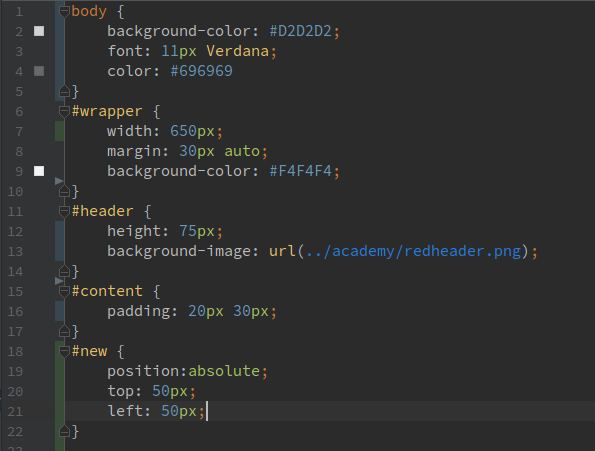 1 body {
2 background-color: #D2D2D2;
3 font: 11px Verdana;
4 color: #696969
5 }
6 #wrapper {
7 width: 650px;
8 margin: 30px auto;
9 background-color: #F4F4F4;
10 }
11 #header {
12 height: 75px;
13 background-image: url(../academy/redheader.png);
14 }
15 #content {
16 padding: 20px 30px;
17 }
18 #new {
19 position:absolute;
20 top: 50px;
21 left: 50px;
22 }
23